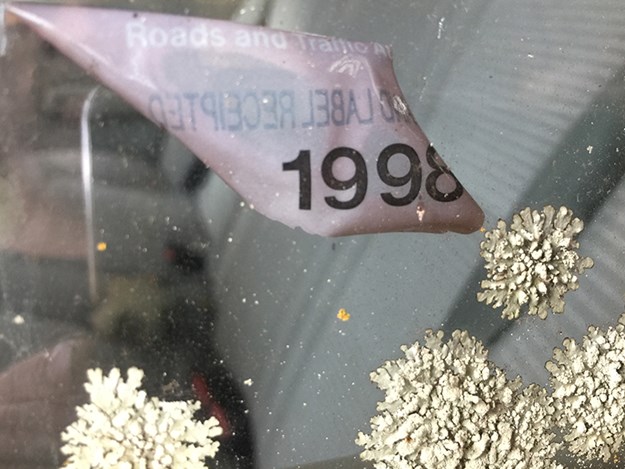 Roads and Traffic
LABEL RECEIPTED
1998